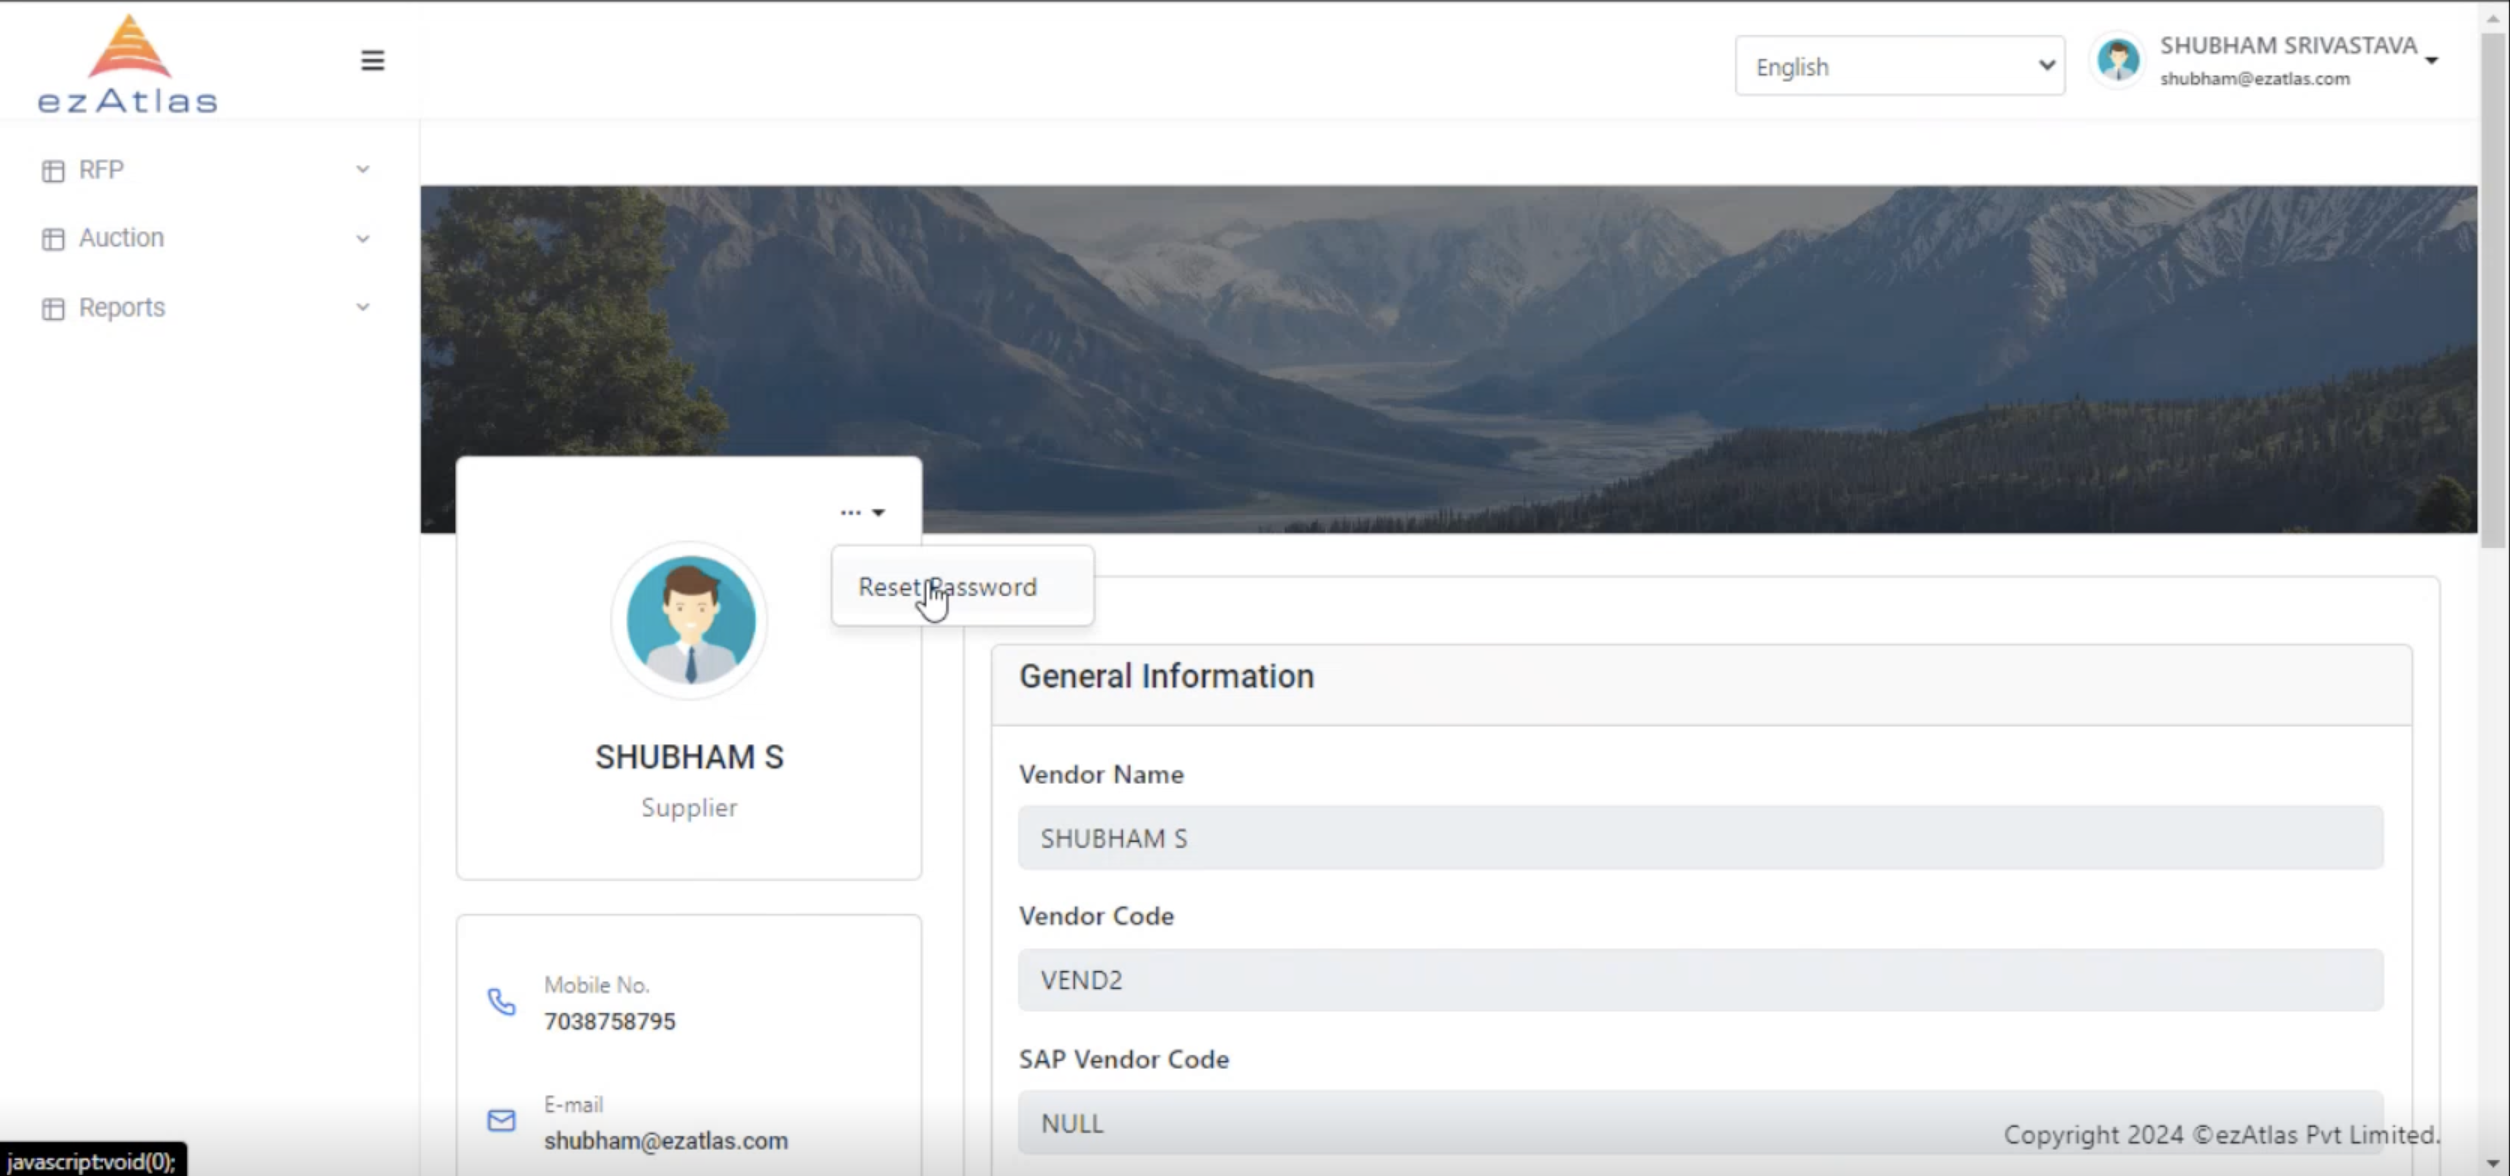 ezAtlas
English
SHUBHAM SRIVASTAVA
shubham@ezatlas.com
RFP
Auction
Reports
Reset Password
SHUBHAM S
Supplier
Mobile No.
7038758795
E-mail
shubham@ezatlas.com
General Information
Vendor Name
SHUBHAM S
Vendor Code
VEND2
SAP Vendor Code
NULL
Copyright 2024 ©ezAtlas Pvt Limited.
javascript:void(0);